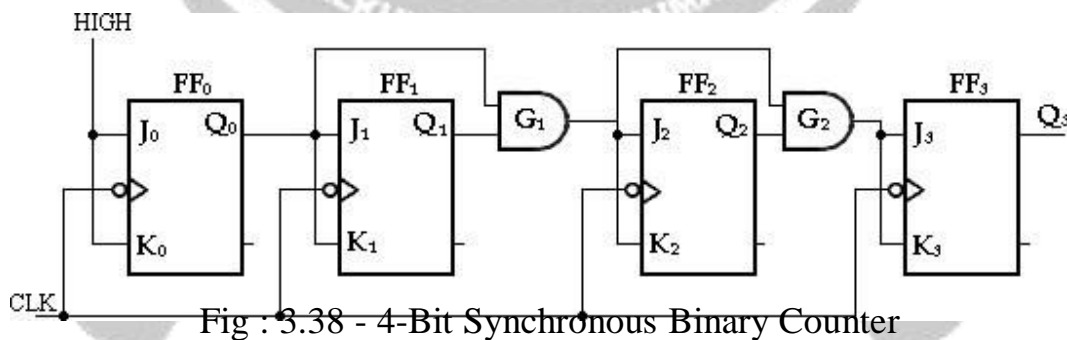 HIGH
FF₀ FF₁ FF₂ FF₃
J₀ Q₀ J₁ Q₁ G₁ J₂ Q₂ G₂ J₃ Q₃
K₀ K₁ K₂ K₃
CLK
Fig : 3.38 - 4-Bit Synchronous Binary Counter